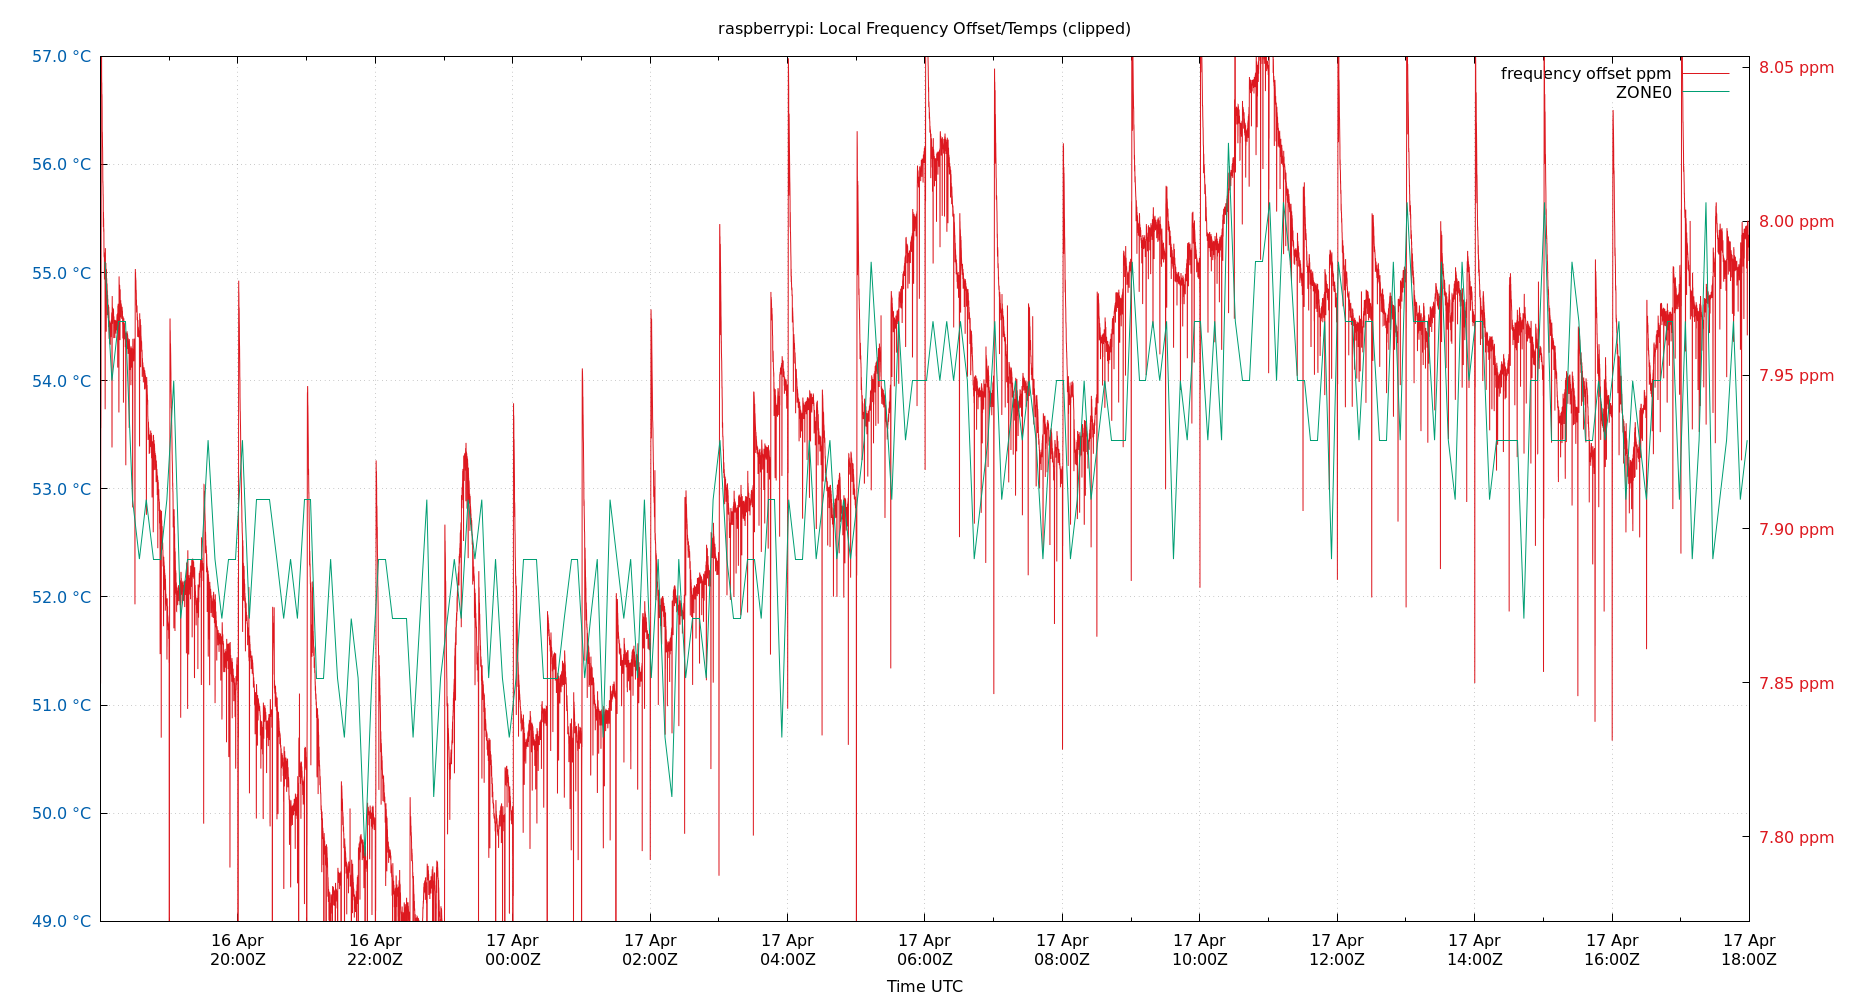 raspberrypi: Local Frequency Offset/Temps (clipped)
57.0 °C
56.0 °C
55.0 °C
54.0 °C
53.0 °C
52.0 °C
51.0 °C
50.0 °C
49.0 °C
frequency offset ppm
ZONE0
8.05 ppm
8.00 ppm
7.95 ppm
7.90 ppm
7.85 ppm
7.80 ppm
16 Apr
20:00Z
16 Apr
22:00Z
17 Apr
00:00Z
17 Apr
02:00Z
17 Apr
04:00Z
17 Apr
06:00Z
17 Apr
08:00Z
17 Apr
10:00Z
17 Apr
12:00Z
17 Apr
14:00Z
17 Apr
16:00Z
17 Apr
18:00Z
Time UTC